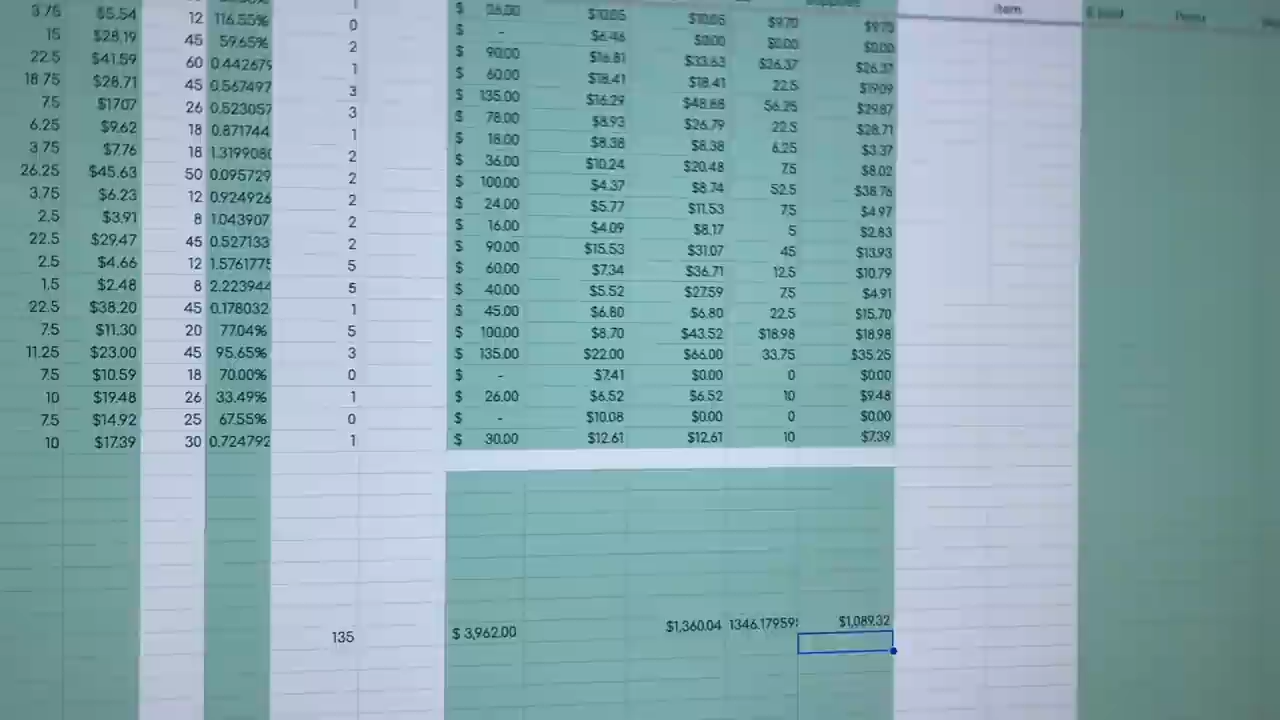 3 75 $5.54 12 116.55% 0 $ $10.05 $10.05 $9.70 $9.70
15 $28.19 45 59.65% 2 $ - $6.46 $0.00 $0.00 $0.00
22.5 $41.59 60 0.442679 1 $ 90.00 $16.81 $33.63 $26.37 $26.37
18 75 $28.71 45 0.567497 3 $ 60.00 $18.41 $18.41 22.5 $19.09
7.5 $17.07 26 0.523057 3 $ 135.00 $16.29 $48.88 56.25 $29.87
6.25 $9.62 18 0.871744 1 $ 78.00 $8.93 $26.79 22.5 $28.71
3 75 $7.76 18 1.3199080 2 $ 18.00 $8.38 $8.38 6.25 $3.37
26.25 $45.63 50 0.095729 2 $ 36.00 $10.24 $20.48 7.5 $8.02
3.75 $6.23 12 0.924926 2 $ 100.00 $4.37 $8.74 52.5 $38.76
2.5 $3.91 8 1.043907 2 $ 24.00 $5.77 $11.53 7.5 $4.97
22.5 $29.47 45 0.527133 2 $ 16.00 $4.09 $8.17 5 $2.83
2.5 $4.66 12 1.5761775 5 $ 90.00 $15.53 $31.07 45 $13.93
1.5 $2.48 8 2.223944 5 $ 60.00 $7.34 $36.71 12.5 $10.79
22.5 $38.20 45 0.178032 1 $ 40.00 $5.52 $27.59 7.5 $4.91
7.5 $11.30 20 77.04% 5 $ 45.00 $6.80 $6.80 22.5 $15.70
11.25 $23.00 45 95.65% 3 $ 100.00 $8.70 $43.52 $18.98 $18.98
7.5 $10.59 18 70.00% 0 $ 135.00 $22.00 $66.00 33.75 $35.25
10 $19.48 26 33.49% 1 $ - $7.41 $0.00 0 $0.00
7.5 $14.92 25 67.55% 0 $ 26.00 $6.52 $6.52 10 $9.48
10 $17.39 30 0.724792 1 $ - $10.08 $0.00 0 $0.00
$ 30.00 $12.61 $12.61 10 $7.39
135 $ 3,962.00 $1,360.04 1346.17959 $1,089.32
Item